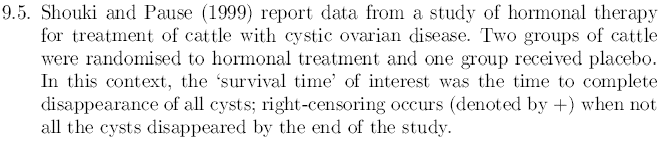 9.5. Shouki and Pause (1999) report data from a study of hormonal therapy
for treatment of cattle with cystic ovarian disease. Two groups of cattle
were randomised to hormonal treatment and one group received placebo.
In this context, the ‘survival time’ of interest was the time to complete
disappearance of all cysts; right-censoring occurs (denoted by +) when not
all the cysts disappeared by the end of the study.